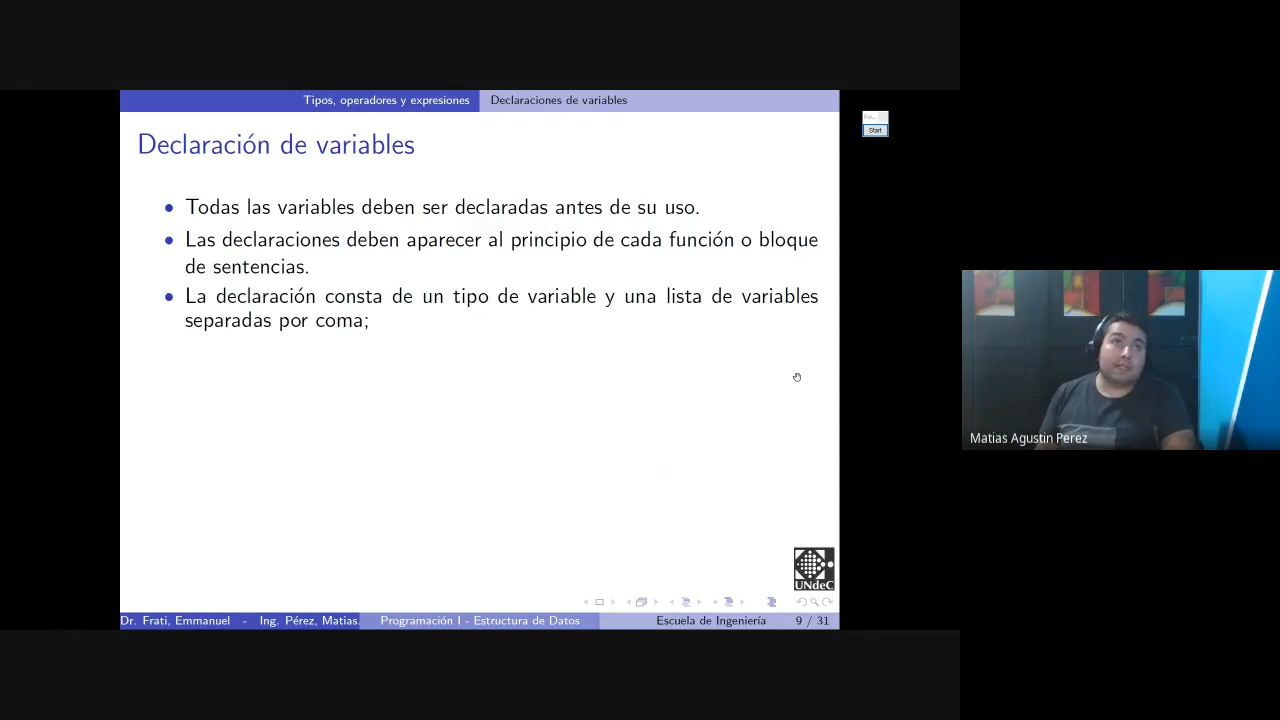 Tipos, operadores y expresiones
Declaraciones de variables
Declaración de variables
Todas las variables deben ser declaradas antes de su uso.
Las declaraciones deben aparecer al principio de cada función o bloque
de sentencias.
La declaración consta de un tipo de variable y una lista de variables
separadas por coma;
Start
Matias Agustin Perez
UNdeC
Dr. Frati, Emmanuel - Ing. Pérez, Matias.
Programación I - Estructura de Datos
Escuela de Ingeniería
9 / 31